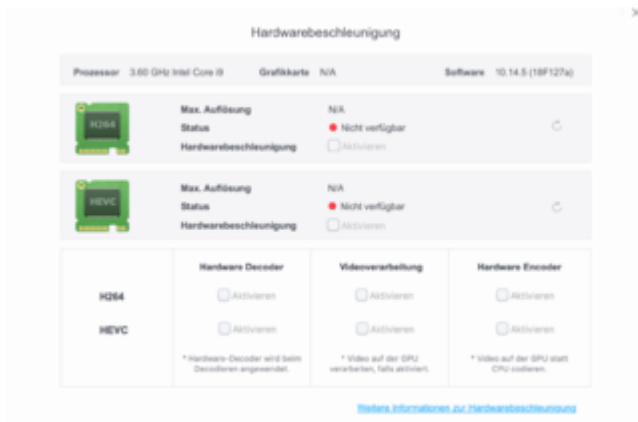 Hardwarebeschleunigung
Prozessor 3.60 GHz Intel Core i9 Grafikkarte N/A Software 10.14.5 (18F127a)
H264
Max. Auflösung N/A
Status Nicht verfügbar
Hardwarebeschleunigung Aktivieren
HEVC
Max. Auflösung N/A
Status Nicht verfügbar
Hardwarebeschleunigung Aktivieren
Hardware Decoder Videoverarbeitung Hardware Encoder
H264 Aktivieren Aktivieren Aktivieren
HEVC Aktivieren Aktivieren Aktivieren
* Hardware-Decoder wird beim * Video auf der GPU * Video auf der GPU statt
Decodieren angewendet. verarbeiten, falls aktiviert. CPU codieren.
Weitere Informationen zur Hardwarebeschleunigung